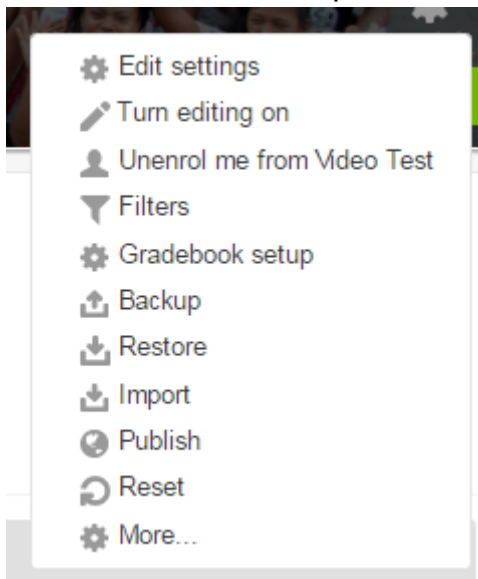 Edit settings
Turn editing on
Unenrol me from Video Test
Filters
Gradebook setup
Backup
Restore
Import
Publish
Reset
More...